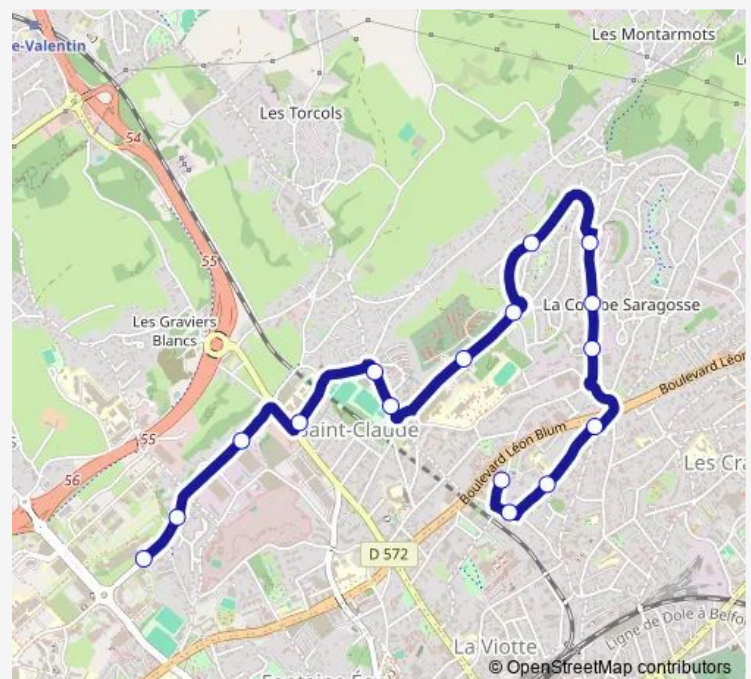 Les Montarmots
e-Valentin
Les Torcols
54
55
La Combe Saragosse
Les Graviers
Blancs
Boulevard Léon
Saint-Claude
55
Boulevard Léon Blum
56
Les Cra
D 572
La Viotte
Ligne de Dole à Belfo
© OpenStreetMap contributors